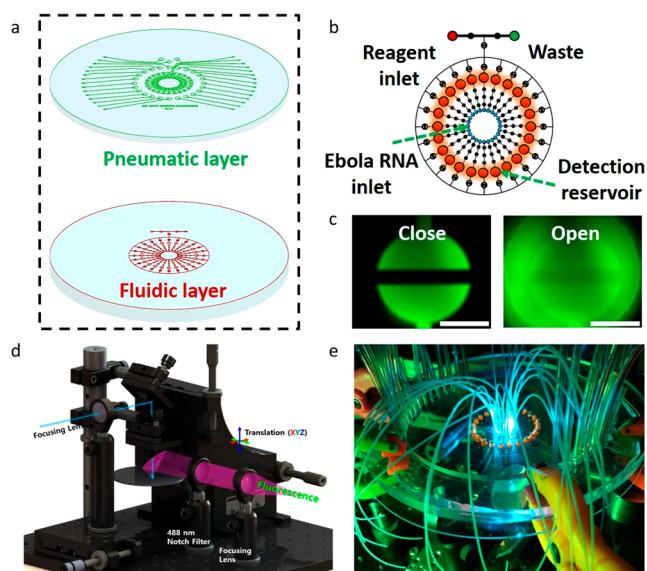 a
Pneumatic layer
Fluidic layer
b
Reagent
inlet
Waste
Ebola RNA
inlet
Detection
reservoir
c
Close
Open
d
Focusing Lens
Translation (XYZ)
Fluorescence
488 nm
Notch Filter
Focusing
Lens
e